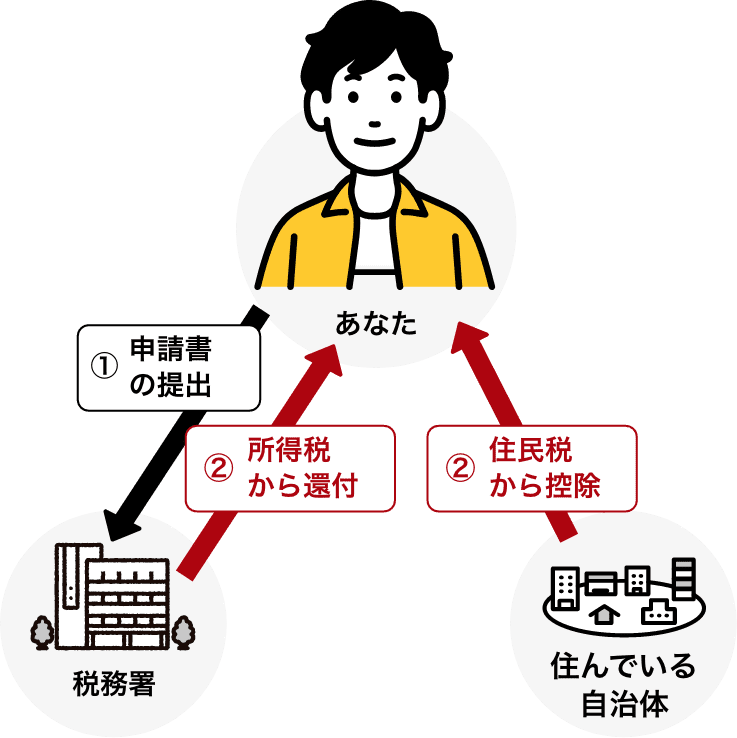 あなた
① 申請書
の提出
② 所得税
から還付
② 住民税
から控除
税務署
住んでいる
自治体